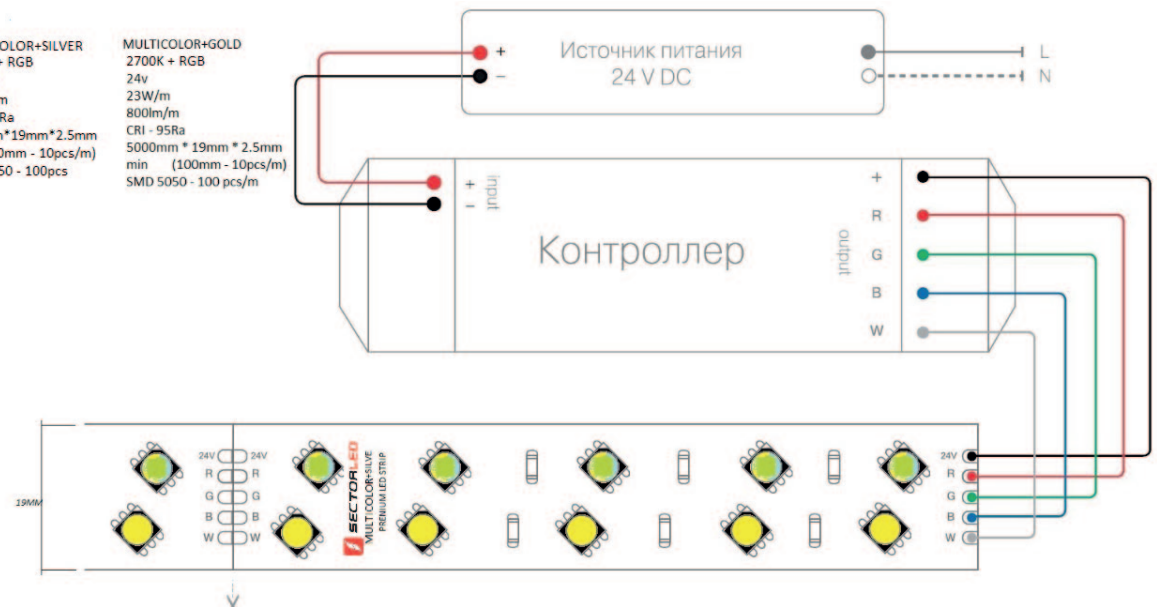 OLOR+SILVER
+ RGB
m
Ra
*19mm*2.5mm
0mm - 10pcs/m)
50 - 100pcs
MULTICOLOR+GOLD
2700K + RGB
24v
23W/m
800lm/m
CRI - 95Ra
5000mm * 19mm * 2.5mm
min (100mm - 10pcs/m)
SMD 5050 - 100 pcs/m
+
−
Источник питания
24 V DC
L
N
+
−
input
Контроллер
output
+
R
G
B
W
19MM
24V
R
G
B
W
24V
R
G
B
W
SECTORLED
MULTICOLOR+SILVE
PRENIUM LED STRIP
24V
R
G
B
W